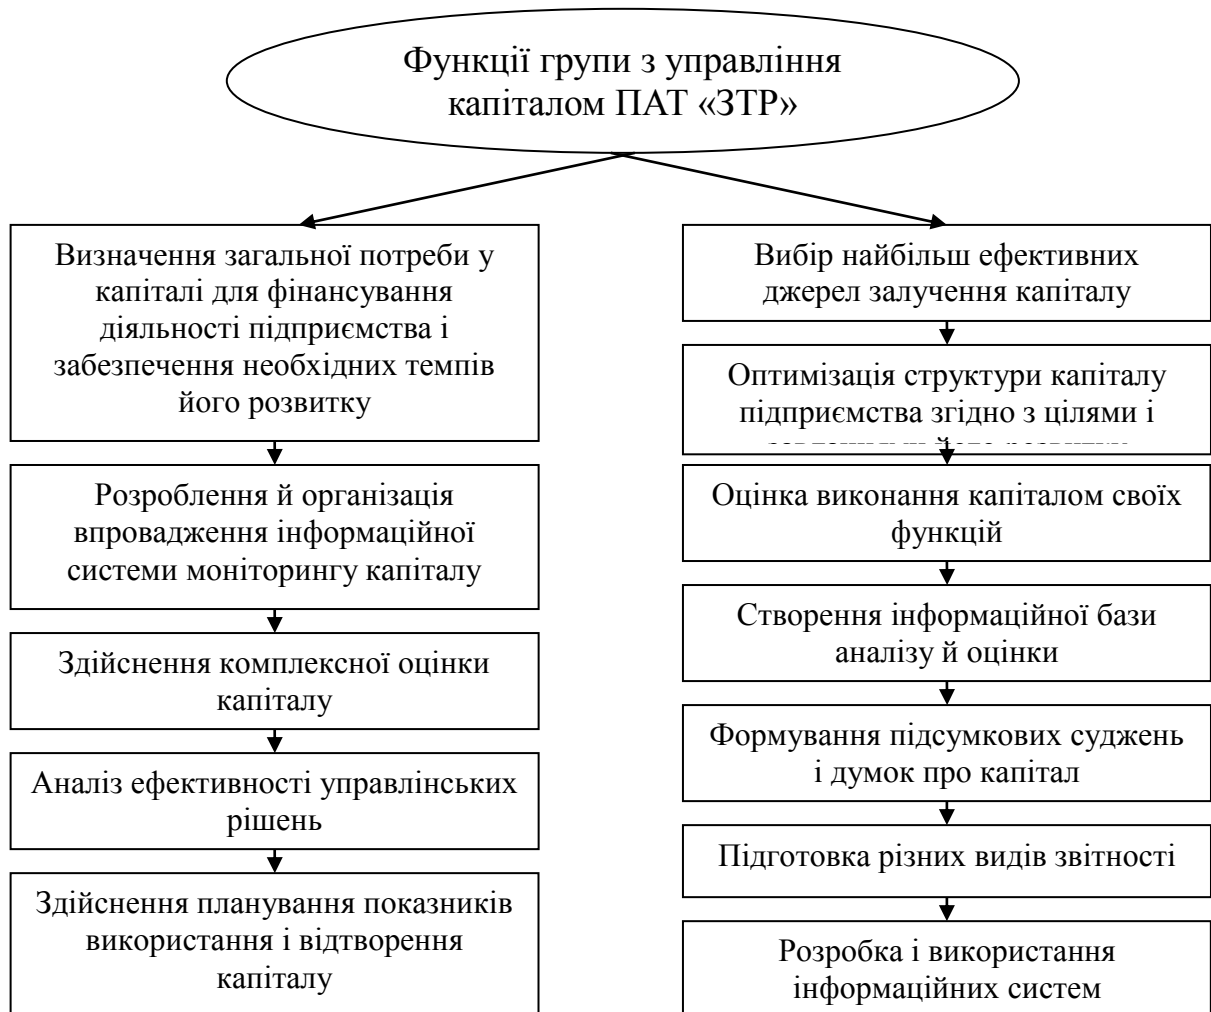 Функції групи з управління
капіталом ПАТ «ЗТР»
Визначення загальної потреби у
капіталі для фінансування
діяльності підприємства і
забезпечення необхідних темпів
його розвитку
Розроблення й організація
впровадження інформаційної
системи моніторингу капіталу
Здійснення комплексної оцінки
капіталу
Аналіз ефективності управлінських
рішень
Здійснення планування показників
використання і відтворення
капіталу
Вибір найбільш ефективних
джерел залучення капіталу
Оптимізація структури капіталу
підприємства згідно з цілями і
Оцінка виконання капіталом своїх
функцій
Створення інформаційної бази
аналізу й оцінки
Формування підсумкових суджень
і думок про капітал
Підготовка різних видів звітності
Розробка і використання
інформаційних систем